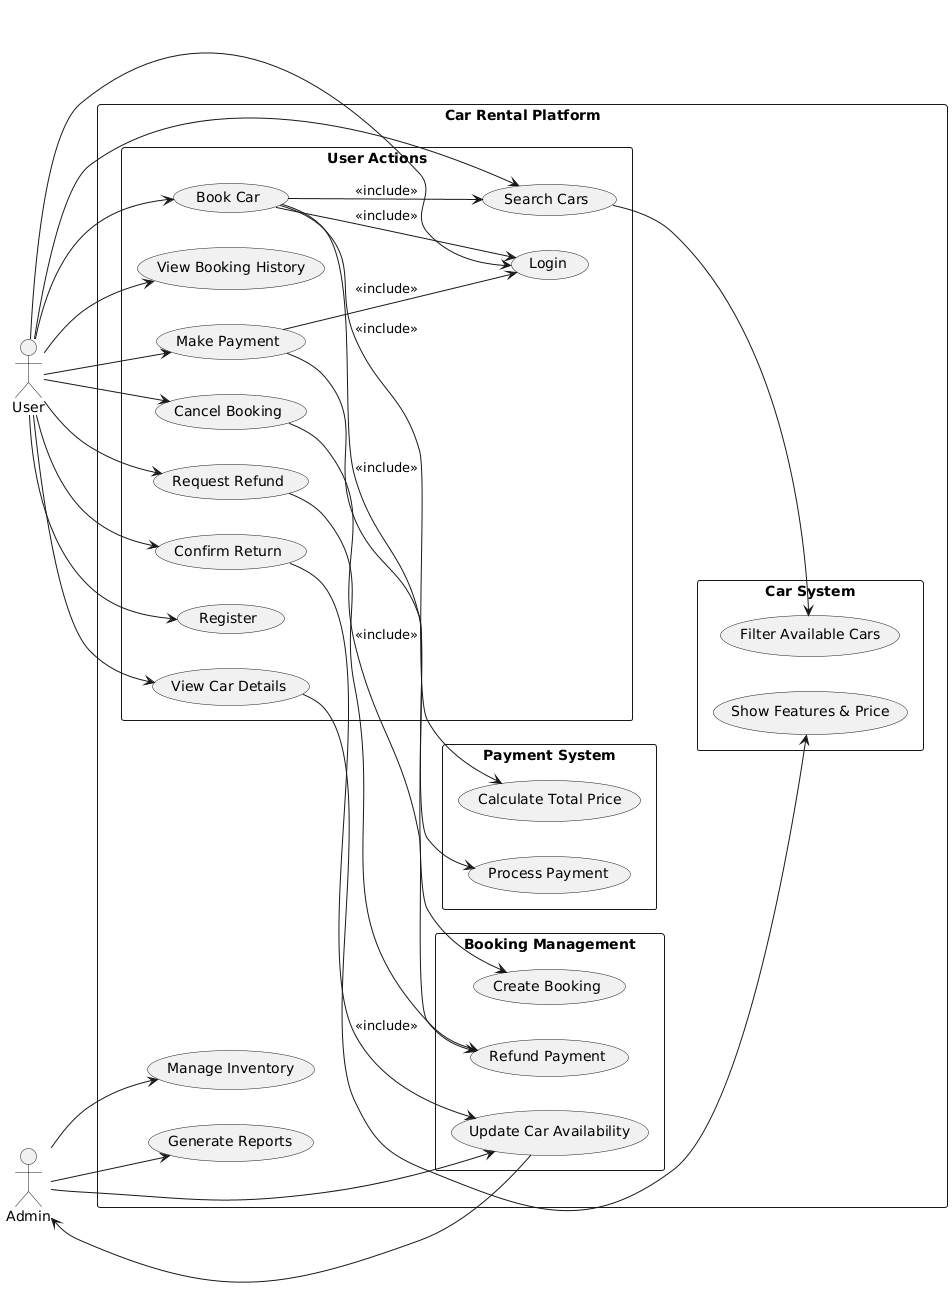 Car Rental Platform
User Actions
Book Car
«include»
Search Cars
«include»
View Booking History
Login
«include»
Make Payment
«include»
User
Cancel Booking
«include»
Request Refund
Confirm Return
Car System
Register
«include»
Filter Available Cars
View Car Details
Show Features & Price
Payment System
Calculate Total Price
Process Payment
Booking Management
Create Booking
«include»
Refund Payment
Manage Inventory
Update Car Availability
Generate Reports
Admin